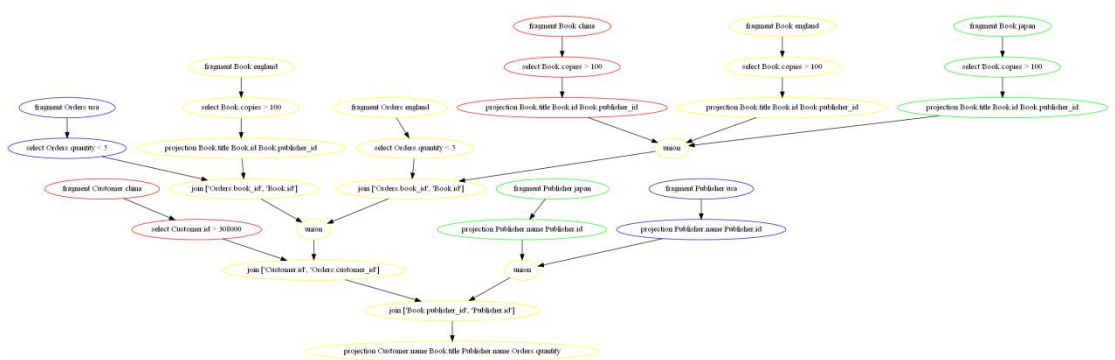 fragment Book china
fragment Book england
fragment Book japan
fragment Book england
select Book.copies > 100
select Book.copies > 100
select Book.copies > 100
fragment Orders usa
select Book.copies > 100
fragment Orders england
projection Book.title Book.id Book.publisher_id
projection Book.title Book.id Book.publisher_id
projection Book.title Book.id Book.publisher_id
select Orders.quantity < 5
projection Book.title Book.id Book.publisher_id
select Orders.quantity < 5
union
fragment Customer china
join ['Orders.book_id', 'Book.id']
join ['Orders.book_id', 'Book.id']
fragment Publisher japan
fragment Publisher usa
select Customer.id > 308000
union
projection Publisher.name Publisher.id
projection Publisher.name Publisher.id
join ['Customer.id', 'Orders.customer_id']
union
join ['Book.publisher_id', 'Publisher.id']
projection Customer.name Book.title Publisher.name Orders.quantity